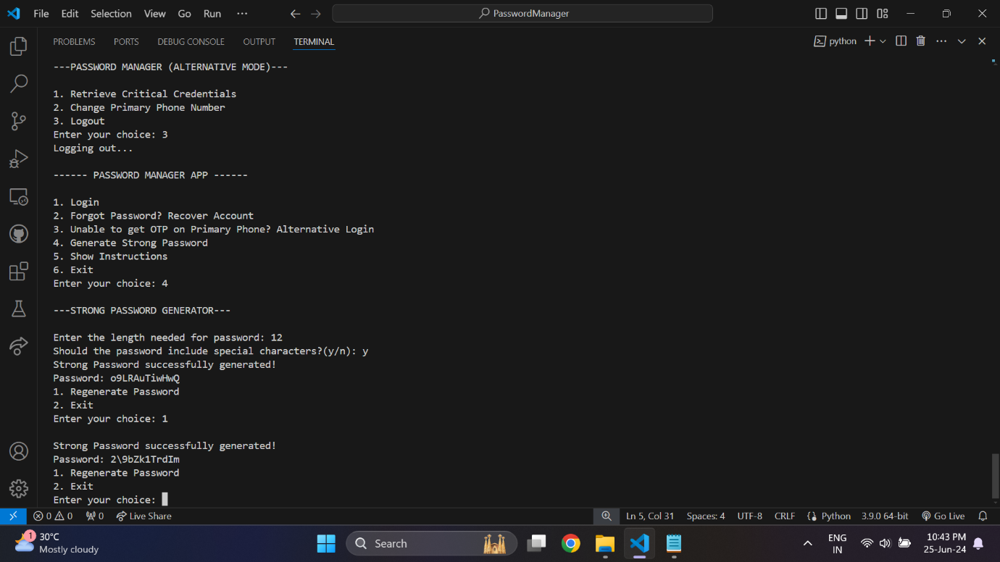 File Edit Selection View Go Run ···
PasswordManager
PROBLEMS PORTS DEBUG CONSOLE OUTPUT TERMINAL
python
---PASSWORD MANAGER (ALTERNATIVE MODE)---
1. Retrieve Critical Credentials
2. Change Primary Phone Number
3. Logout
Enter your choice: 3
Logging out...
------ PASSWORD MANAGER APP ------
1. Login
2. Forgot Password? Recover Account
3. Unable to get OTP on Primary Phone? Alternative Login
4. Generate Strong Password
5. Show Instructions
6. Exit
Enter your choice: 4
---STRONG PASSWORD GENERATOR---
Enter the length needed for password: 12
Should the password include special characters?(y/n): y
Strong Password successfully generated!
Password: o9LRAuTiwHwQ
1. Regenerate Password
2. Exit
Enter your choice: 1
Strong Password successfully generated!
Password: 2\9bZk1TrdIm
1. Regenerate Password
2. Exit
Enter your choice:
0 0 0 Live Share Ln 5, Col 31 Spaces: 4 UTF-8 CRLF Python 3.9.0 64-bit Go Live
1
30°C
Mostly cloudy
Search
ENG
IN
10:43 PM
25-Jun-24